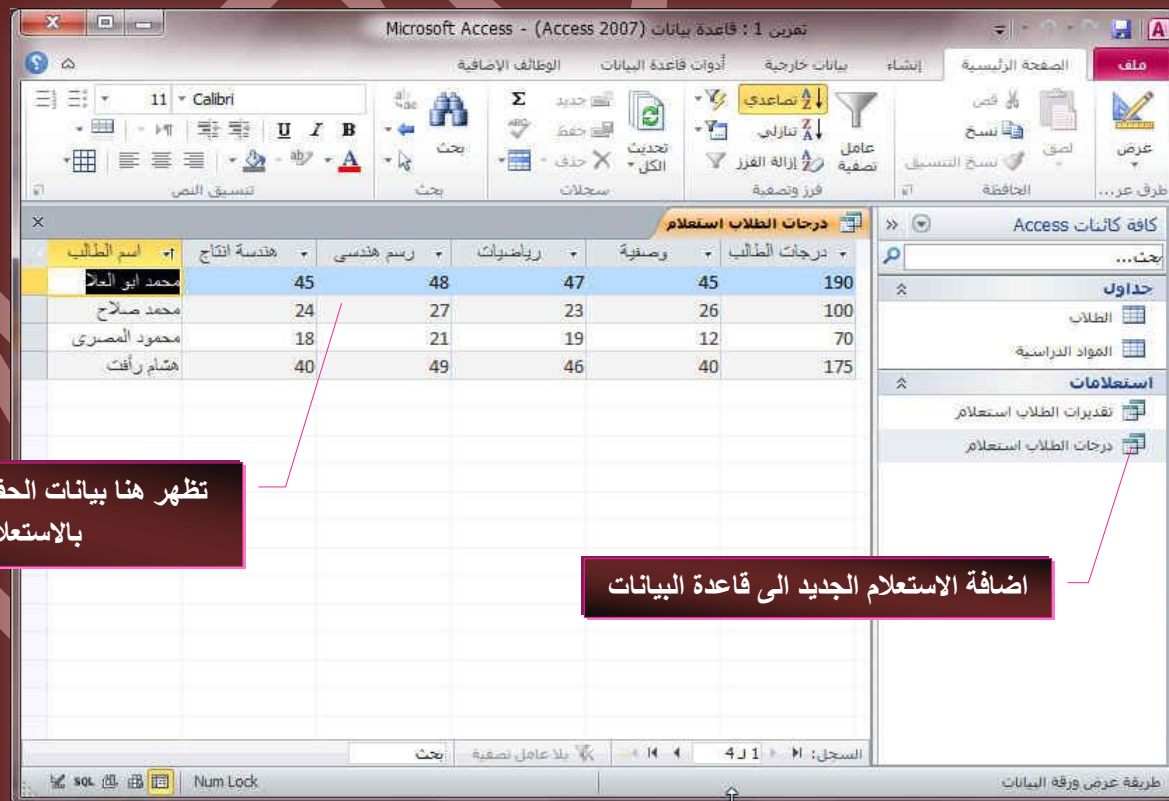 تمرين 1 : قاعدة بيانات (Access 2007) - Microsoft Access
ملف الصفحة الرئيسية إنشاء بيانات خارجية أدوات قاعدة البيانات الوظائف الإضافية
عرض
طرق عر...
لصق
قص
نسخ
نسخ التنسيق
الحافظة
عامل تصفية
تصاعدي
تنازلي
إزالة الفرز
فرز وتصفية
تحديث الكل
جديد
حفظ
حذف
سجلات
بحث
بحث
Calibri 11
B I U
تنسيق النص
كافة كائنات Access
بحث...
جداول
الطلاب
المواد الدراسية
استعلامات
تقديرات الطلاب استعلام
درجات الطلاب استعلام
درجات الطلاب استعلام
اسم الطالب هندسة انتاج رسم هندسى رياضيات وصفية درجات الطالب
محمد ابو العلا 45 48 47 45 190
محمد صلاح 24 27 23 26 100
محمود المصرى 18 21 19 12 70
هشام رأفت 40 49 46 40 175
تظهر هنا بيانات
بالاستعلا
اضافة الاستعلام الجديد الى قاعدة البيانات
السجل: 1 لـ 4 بلا عامل تصفية بحث
طريقة عرض ورقة البيانات Num Lock SQL